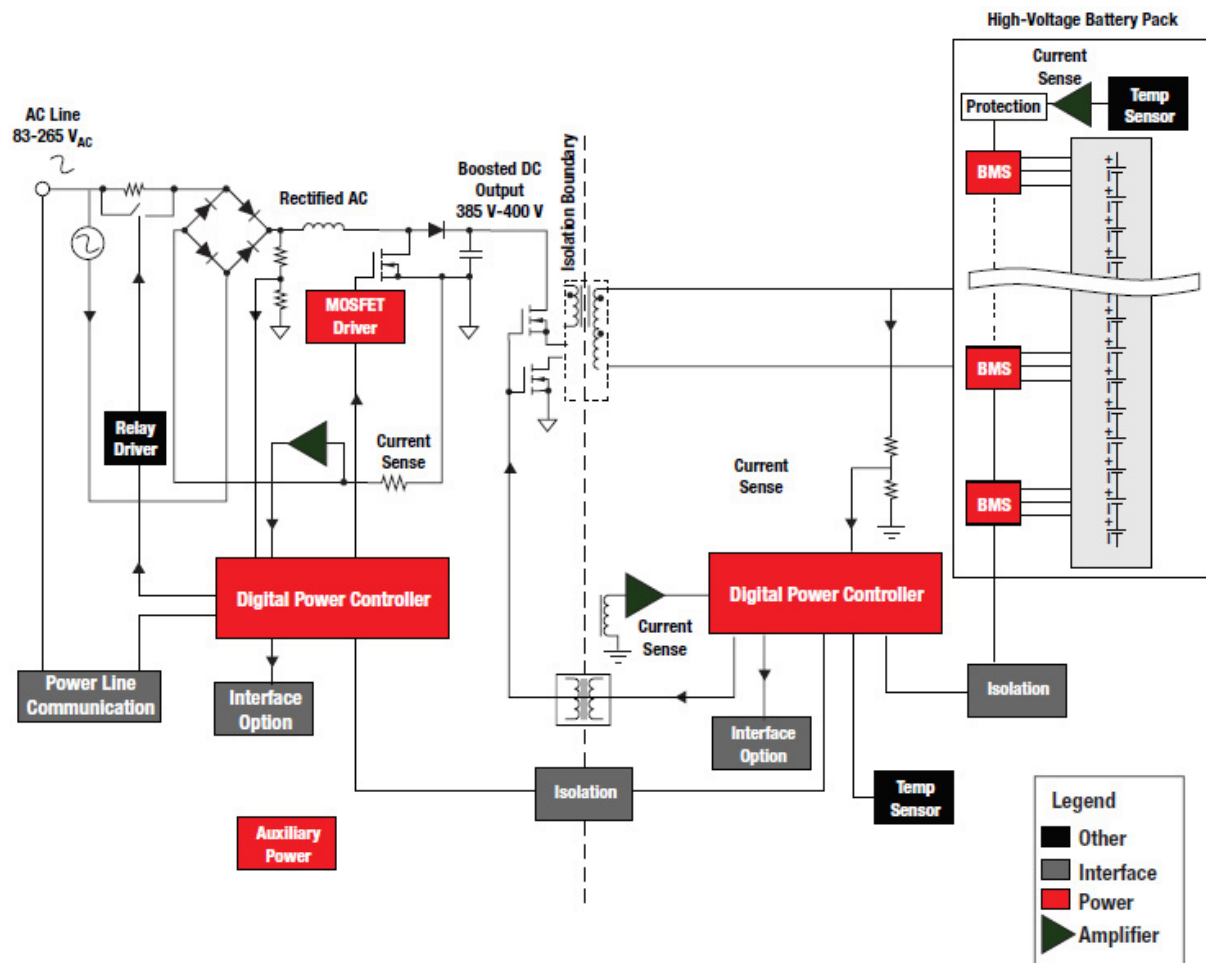 High-Voltage Battery Pack
Current
Sense
Protection
Temp
Sensor
AC Line
83-265 VAC
Rectified AC
Boosted DC
Output
385 V-400 V
Isolation Boundary
BMS
MOSFET
Driver
BMS
Relay
Driver
Current
Sense
Current
Sense
BMS
Digital Power Controller
Digital Power Controller
Current
Sense
Power Line
Communication
Interface
Option
Interface
Option
Isolation
Isolation
Temp
Sensor
Auxiliary
Power
Legend
Other
Interface
Power
Amplifier